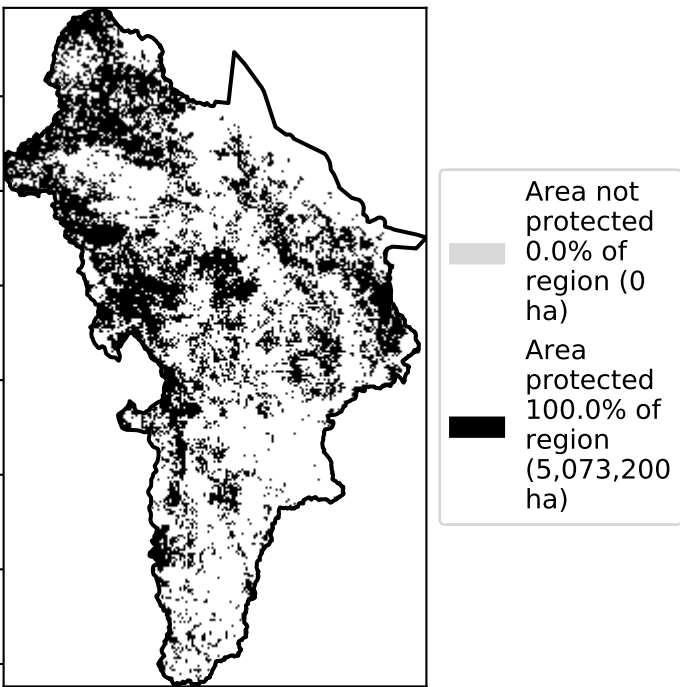 Area not
protected
0.0% of
region (0
ha)
Area
protected
100.0% of
region
(5,073,200
ha)